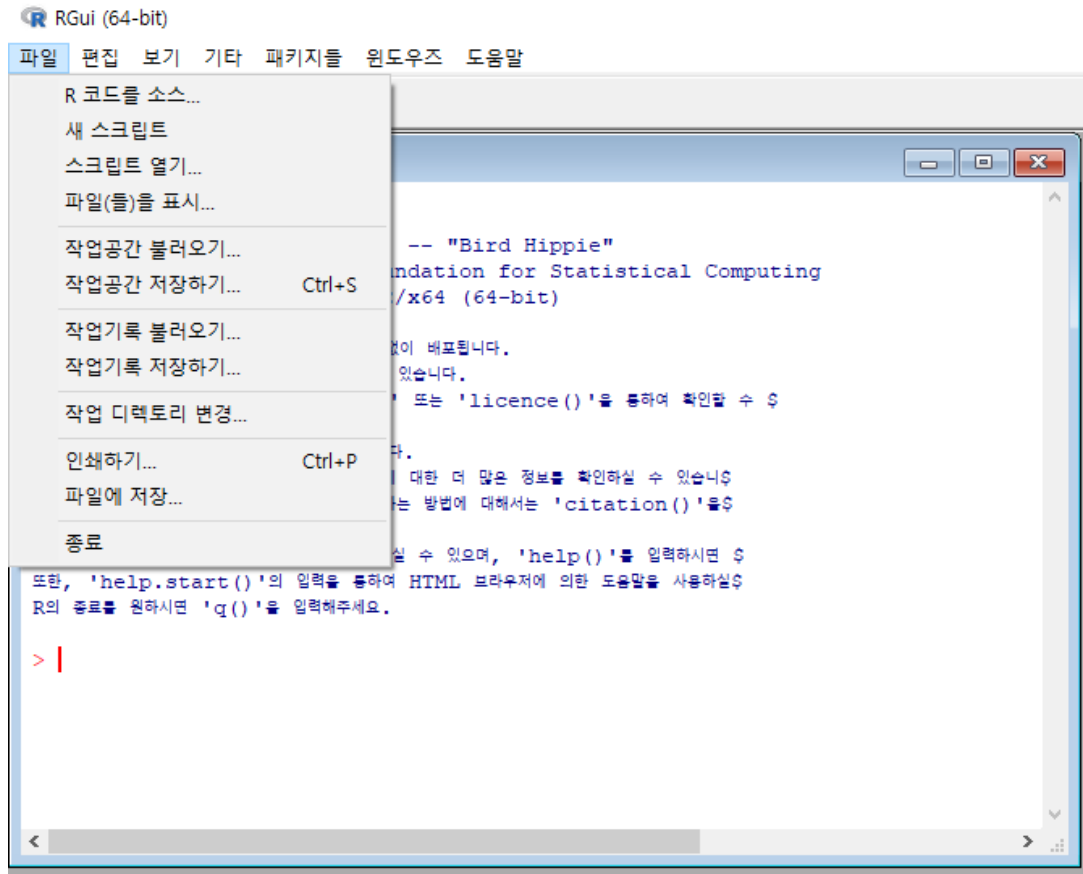 RGui (64-bit)
파일 편집 보기 기타 패키지들 윈도우즈 도움말
R 코드를 소스...
새 스크립트
스크립트 열기...
파일(들)을 표시...
작업공간 불러오기...
작업공간 저장하기... Ctrl+S
작업기록 불러오기...
작업기록 저장하기...
작업 디렉토리 변경...
인쇄하기... Ctrl+P
파일에 저장...
종료
-- "Bird Hippie"
ndation for Statistical Computing
/x64 (64-bit)
없이 배포됩니다.
있습니다.
' 또는 'licence()'을 통하여 확인할 수 $
다.
대한 더 많은 정보를 확인하실 수 있습니$
는 방법에 대해서는 'citation()'을$
실 수 있으며, 'help()'를 입력하시면 $
또한, 'help.start()'의 입력을 통하여 HTML 브라우저에 의한 도움말을 사용하실$
R의 종료를 원하시면 'q()'을 입력해주세요.
>